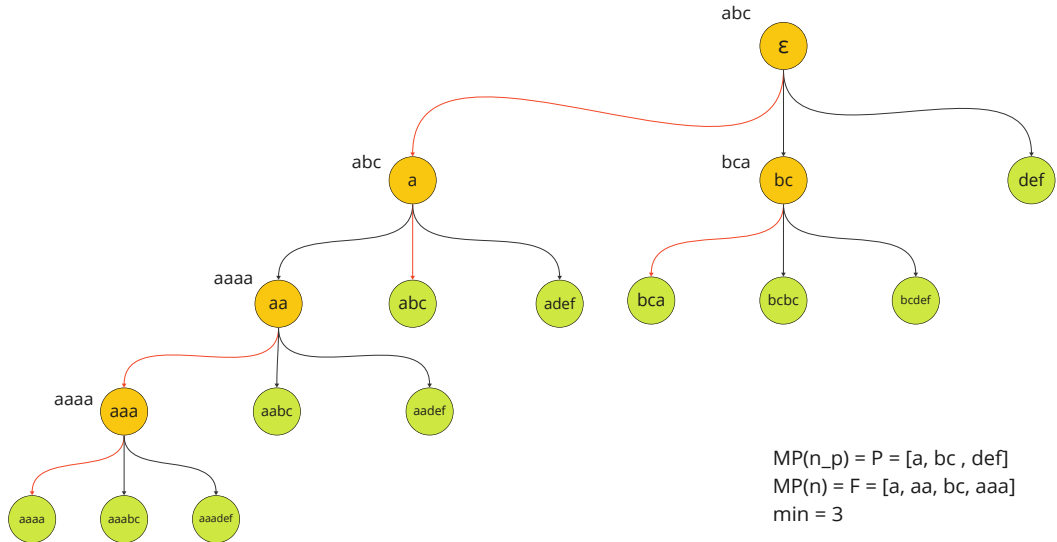 abc
ε
abc
a
bca
bc
def
aaaa
aa
abc
adef
bca
bcbc
bcdef
aaaa
aaa
aabc
aadef
MP(n_p) = P = [a, bc , def]
MP(n) = F = [a, aa, bc, aaa]
min = 3
aaaa
aaabc
aaadef